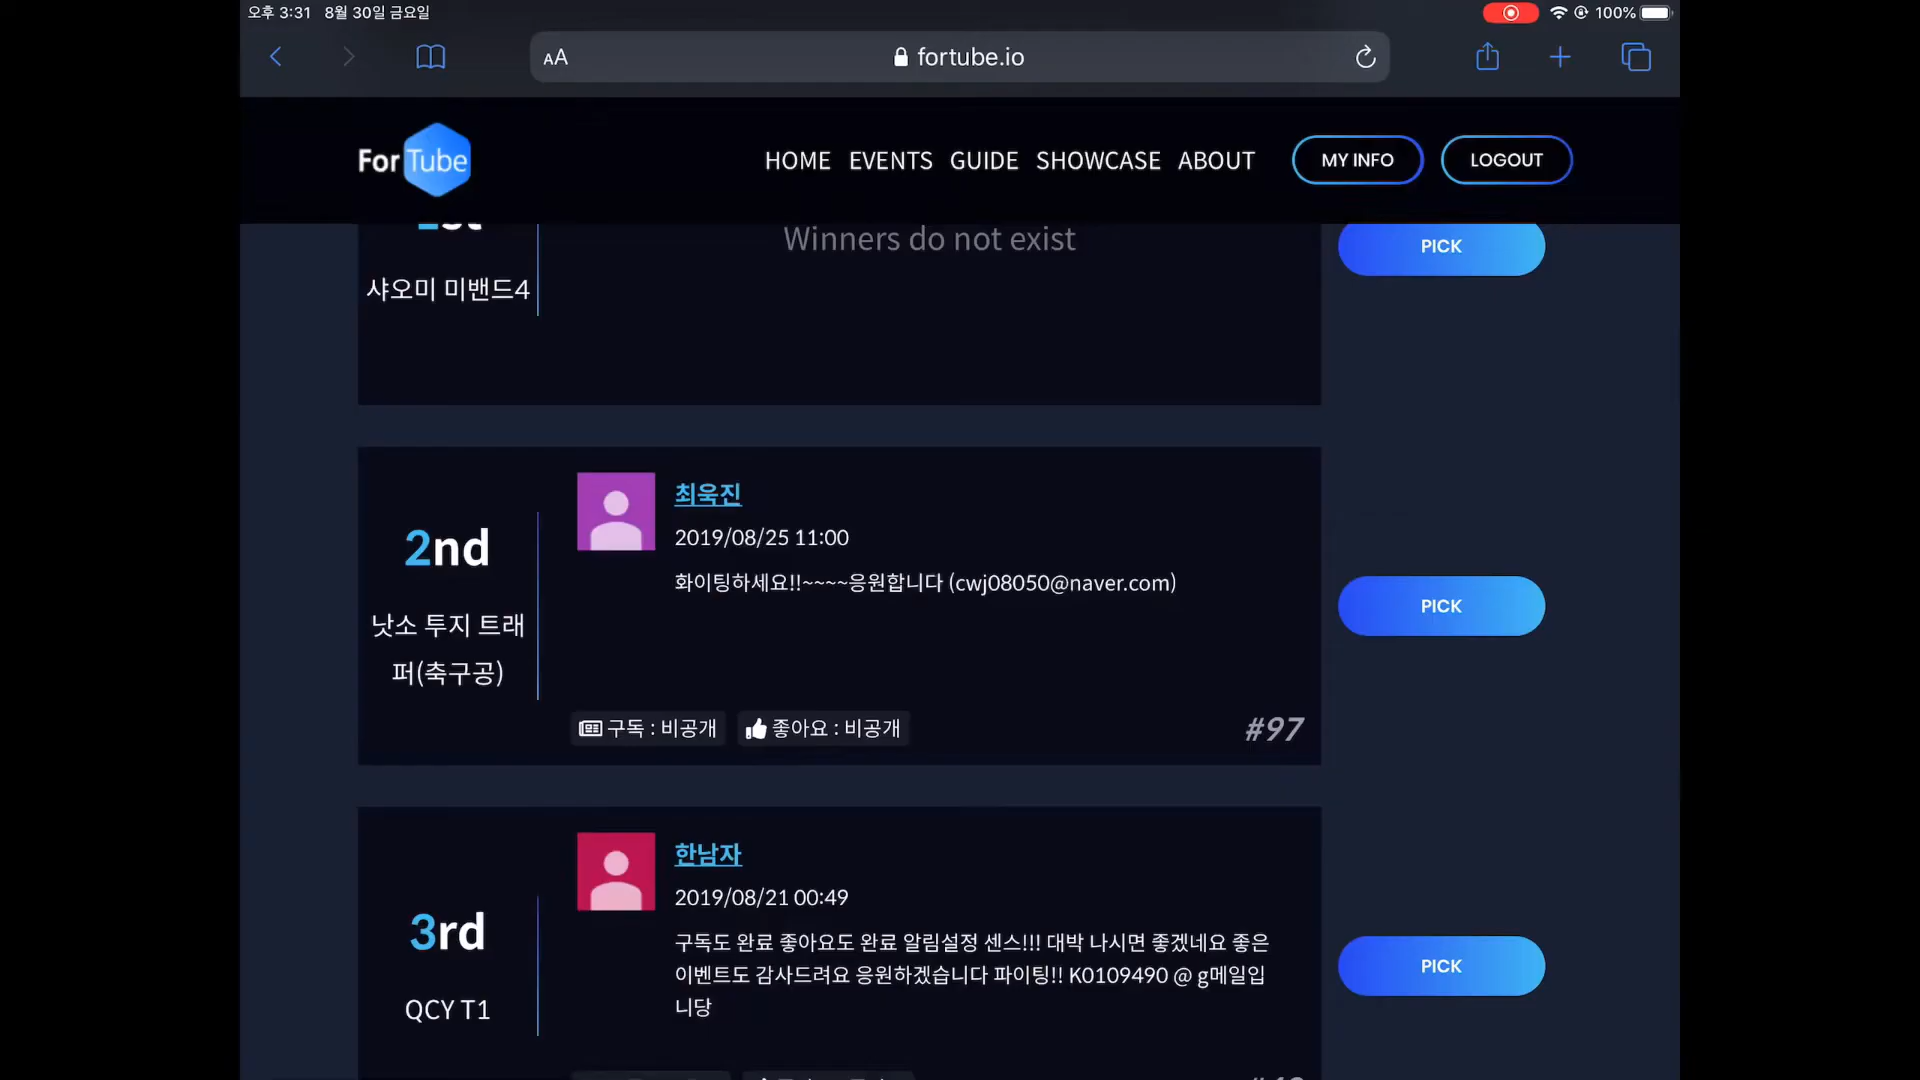 오후 3:31 8월 30일 금요일
100%
AA
fortube.io
ForTube
HOME EVENTS GUIDE SHOWCASE ABOUT MY INFO LOGOUT
Winners do not exist
PICK
샤오미 미밴드4
최욱진
2019/08/25 11:00
화이팅하세요!!~~~~응원합니다 (cwj08050@naver.com)
2nd
낫소 투지 트래
퍼(축구공)
PICK
구독 : 비공개 좋아요 : 비공개
#97
한남자
2019/08/21 00:49
구독도 완료 좋아요도 완료 알림설정 센스!!! 대박 나시면 좋겠네요 좋은
이벤트도 감사드려요 응원하겠습니다 파이팅!! K0109490 @ g메일입
니당
3rd
QCY T1
PICK